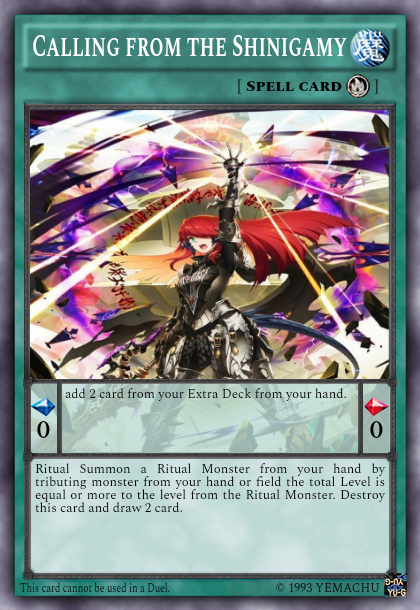 CALLING FROM THE SHINIGAMY
[ SPELL CARD ]
add 2 card from your Extra Deck from your hand.
0
0
Ritual Summon a Ritual Monster from your hand by
tributing monster from your hand or field the total Level is
equal or more to the level from the Ritual Monster. Destroy
this card and draw 2 card.
This card cannot be used in a Duel.
© 1993 YEMACHU